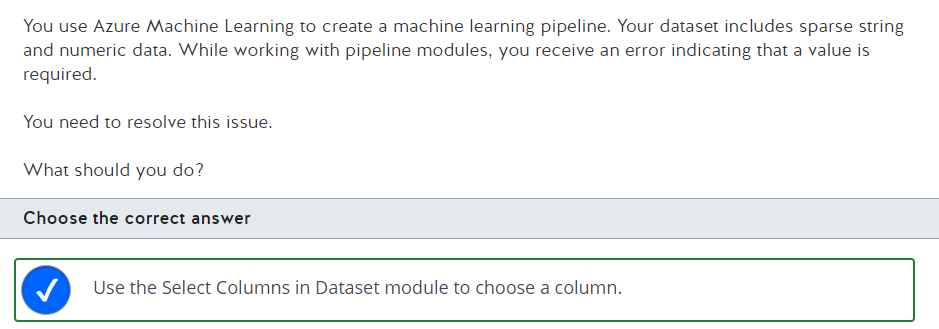 You use Azure Machine Learning to create a machine learning pipeline. Your dataset includes sparse string
and numeric data. While working with pipeline modules, you receive an error indicating that a value is
required.
You need to resolve this issue.
What should you do?
Choose the correct answer
Use the Select Columns in Dataset module to choose a column.